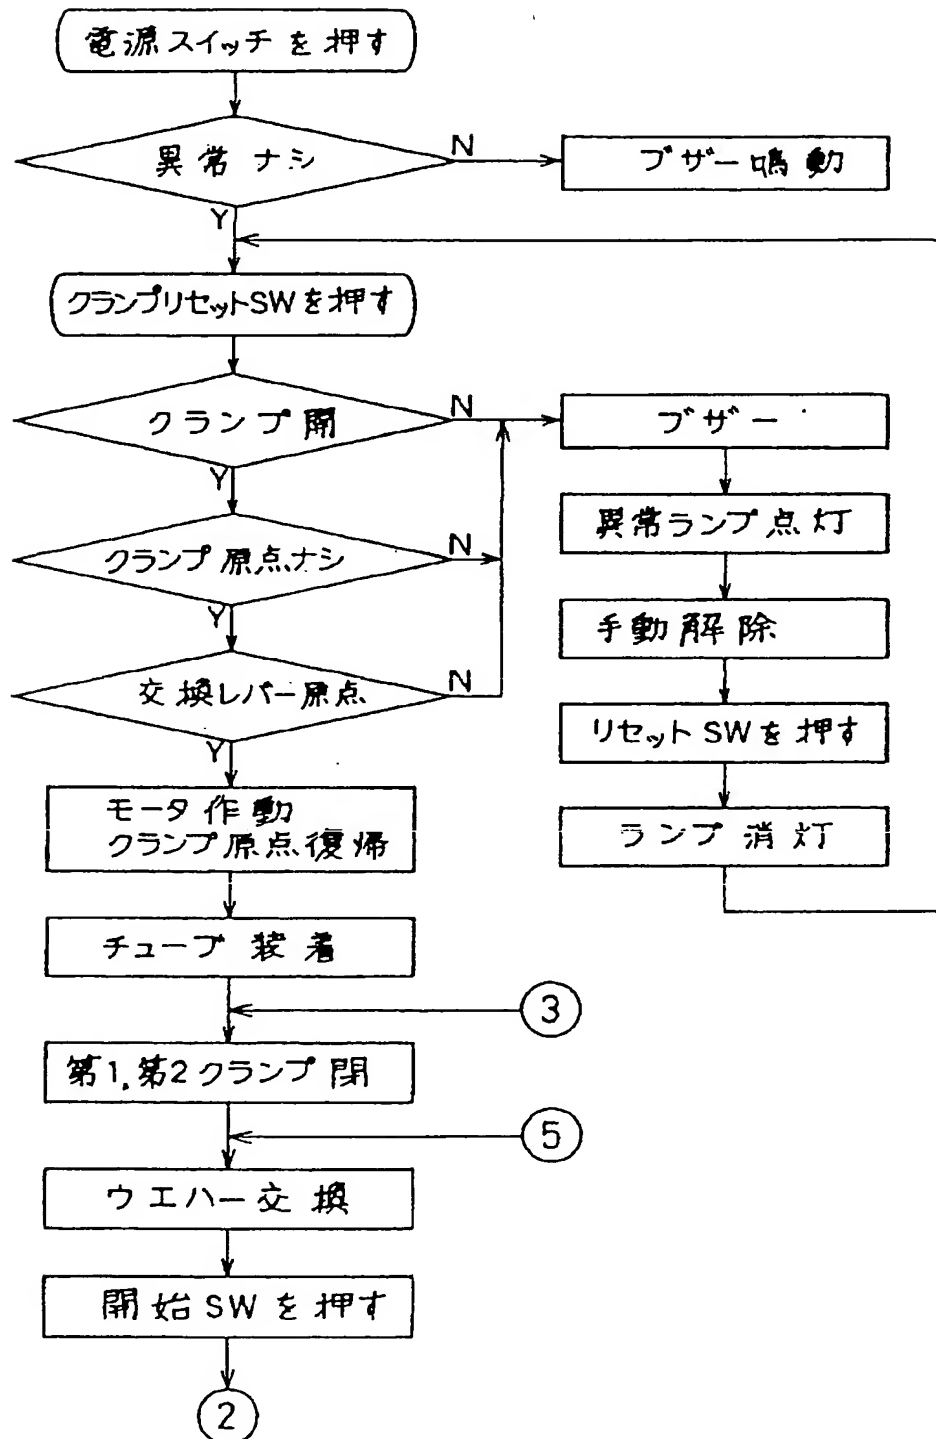 電源スイッチを押す
異常ナシ
N
ブザー鳴動
Y
クランプリセットSWを押す
クランプ開
N
ブザー
Y
異常ランプ点灯
クランプ原点ナシ
N
Y
手動解除
交換レバー原点
N
リセットSWを押す
Y
モータ作動
クランプ原点復帰
ランプ消灯
チューブ装着
3
第1.第2クランプ閉
5
ウエハー交換
開始SWを押す
2